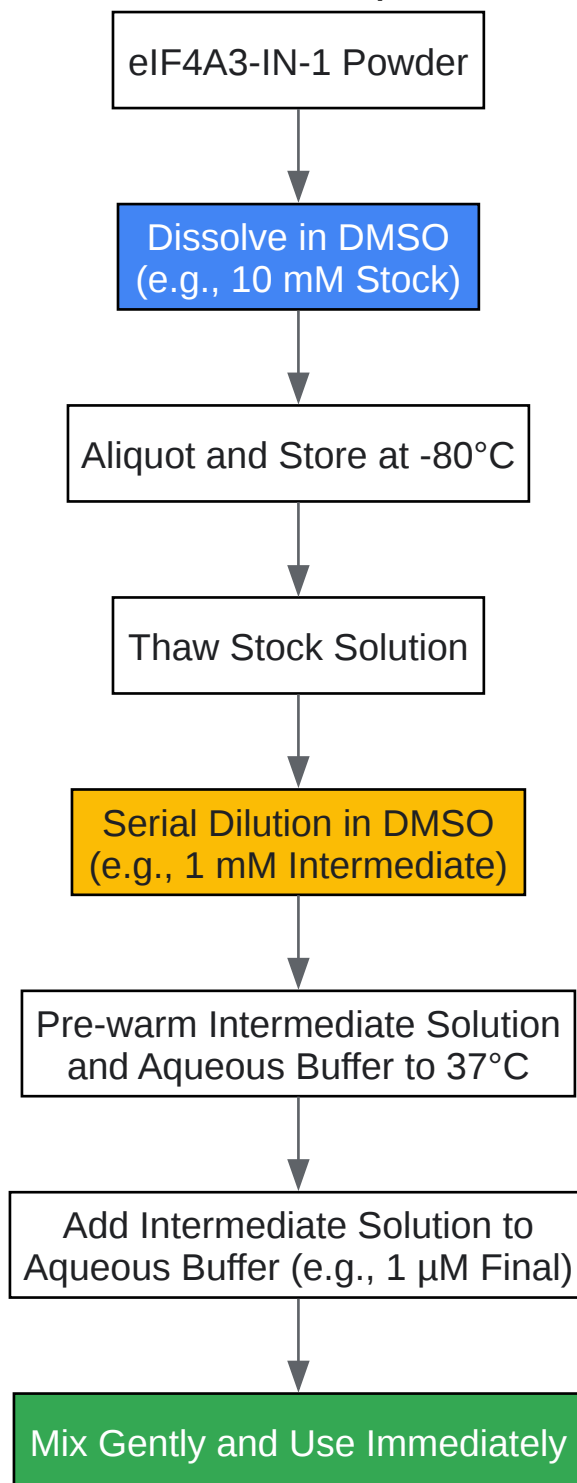 eIF4A3-IN-1 Powder
Dissolve in DMSO
(e.g., 10 mM Stock)
Aliquot and Store at -80°C
Thaw Stock Solution
Serial Dilution in DMSO
(e.g., 1 mM Intermediate)
Pre-warm Intermediate Solution
and Aqueous Buffer to 37°C
Add Intermediate Solution to
Aqueous Buffer (e.g., 1 µM Final)
Mix Gently and Use Immediately